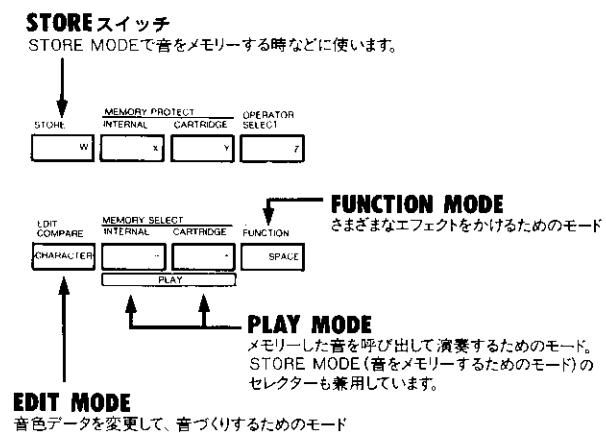 STOREスイッチ
STORE MODEで音をメモリーする時などに使います。
MEMORY PROTECT
OPERATOR
STORE INTERNAL CARTRIDGE SELECT
W X Y Z
FUNCTION MODE
さまざまなエフェクトをかけるためのモード
EDIT
MEMORY SELECT
COMPARE INTERNAL CARTRIDGE FUNCTION
CHARACTER - . SPACE
PLAY
PLAY MODE
メモリーした音を呼び出して演奏するためのモード。
STORE MODE(音をメモリーするためのモード)の
セレクターも兼用しています。
EDIT MODE
音色データを変更して、音づくりするためのモード